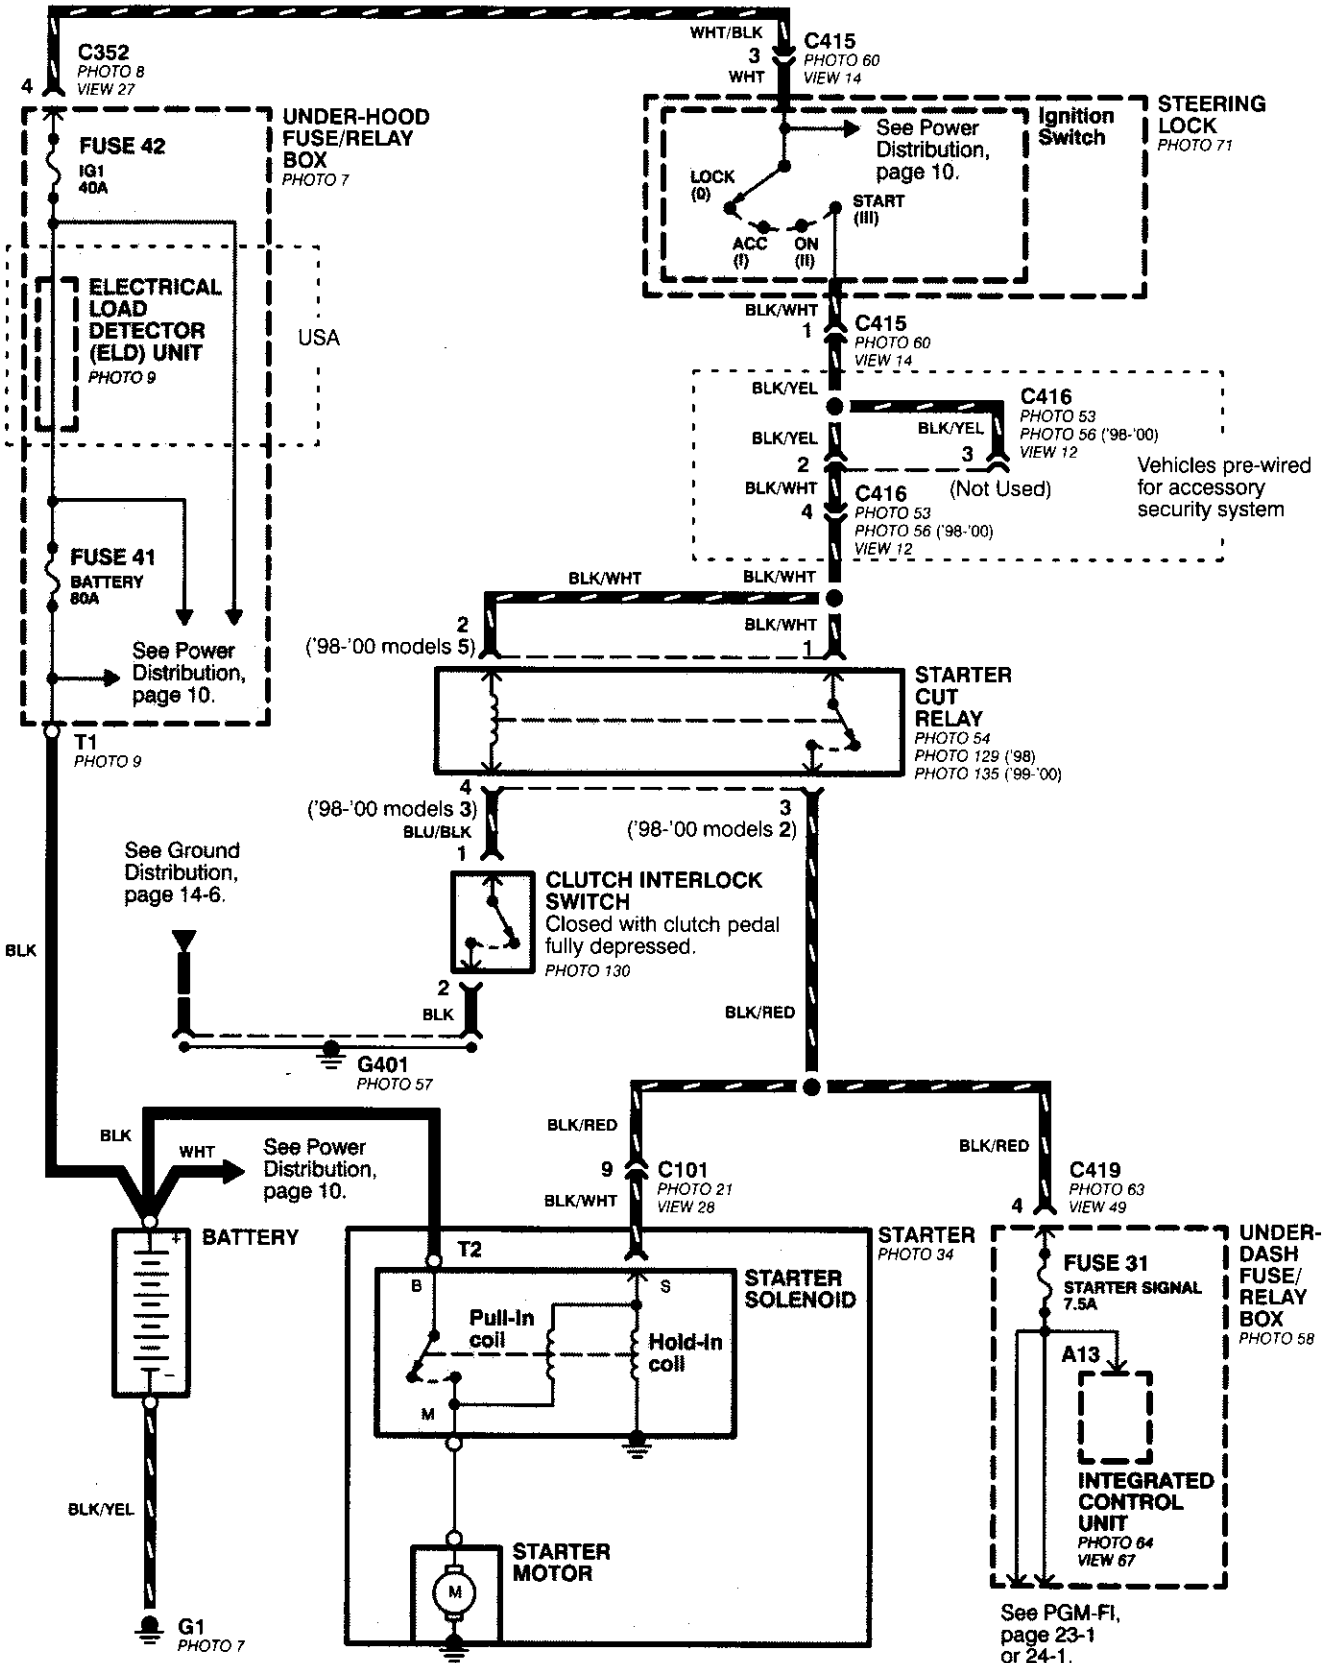 WHT/BLK
3
C415
PHOTO 60
VIEW 14
WHT
C352
PHOTO 8
VIEW 27
4
UNDER-HOOD
FUSE/RELAY
BOX
PHOTO 7
FUSE 42
IG1
40A
STEERING
LOCK
PHOTO 71
Ignition
Switch
See Power
Distribution,
page 10.
LOCK
(0)
START
(III)
ACC
(I)
ON
(II)
ELECTRICAL
LOAD
DETECTOR
(ELD) UNIT
PHOTO 9
USA
BLK/WHT
1
C415
PHOTO 60
VIEW 14
BLK/YEL
C416
PHOTO 53
PHOTO 56 ('98-'00)
VIEW 12
BLK/YEL
BLK/YEL
2
3
(Not Used)
Vehicles pre-wired
for accessory
security system
BLK/WHT
4
C416
PHOTO 53
PHOTO 56 ('98-'00)
VIEW 12
FUSE 41
BATTERY
80A
See Power
Distribution,
page 10.
T1
PHOTO 9
BLK/WHT
BLK/WHT
2
('98-'00 models 5)
BLK/WHT
1
STARTER
CUT
RELAY
PHOTO 54
PHOTO 129 ('98)
PHOTO 135 ('99-'00)
4
('98-'00 models 3)
BLU/BLK
1
3
('98-'00 models 2)
See Ground
Distribution,
page 14-6.
CLUTCH INTERLOCK
SWITCH
Closed with clutch pedal
fully depressed.
PHOTO 130
BLK
2
BLK
G401
PHOTO 57
BLK/RED
BLK
WHT
See Power
Distribution,
page 10.
BLK/RED
9
C101
PHOTO 21
VIEW 28
BLK/WHT
BLK/RED
C419
PHOTO 63
VIEW 49
4
BATTERY
+
−
T2
STARTER
PHOTO 34
B
S
STARTER
SOLENOID
Pull-In
coil
Hold-In
coil
M
UNDER-
DASH
FUSE/
RELAY
BOX
PHOTO 58
FUSE 31
STARTER SIGNAL
7.5A
A13
INTEGRATED
CONTROL
UNIT
PHOTO 64
VIEW 67
BLK/YEL
STARTER
MOTOR
M
G1
PHOTO 7
See PGM-FI,
page 23-1
or 24-1.